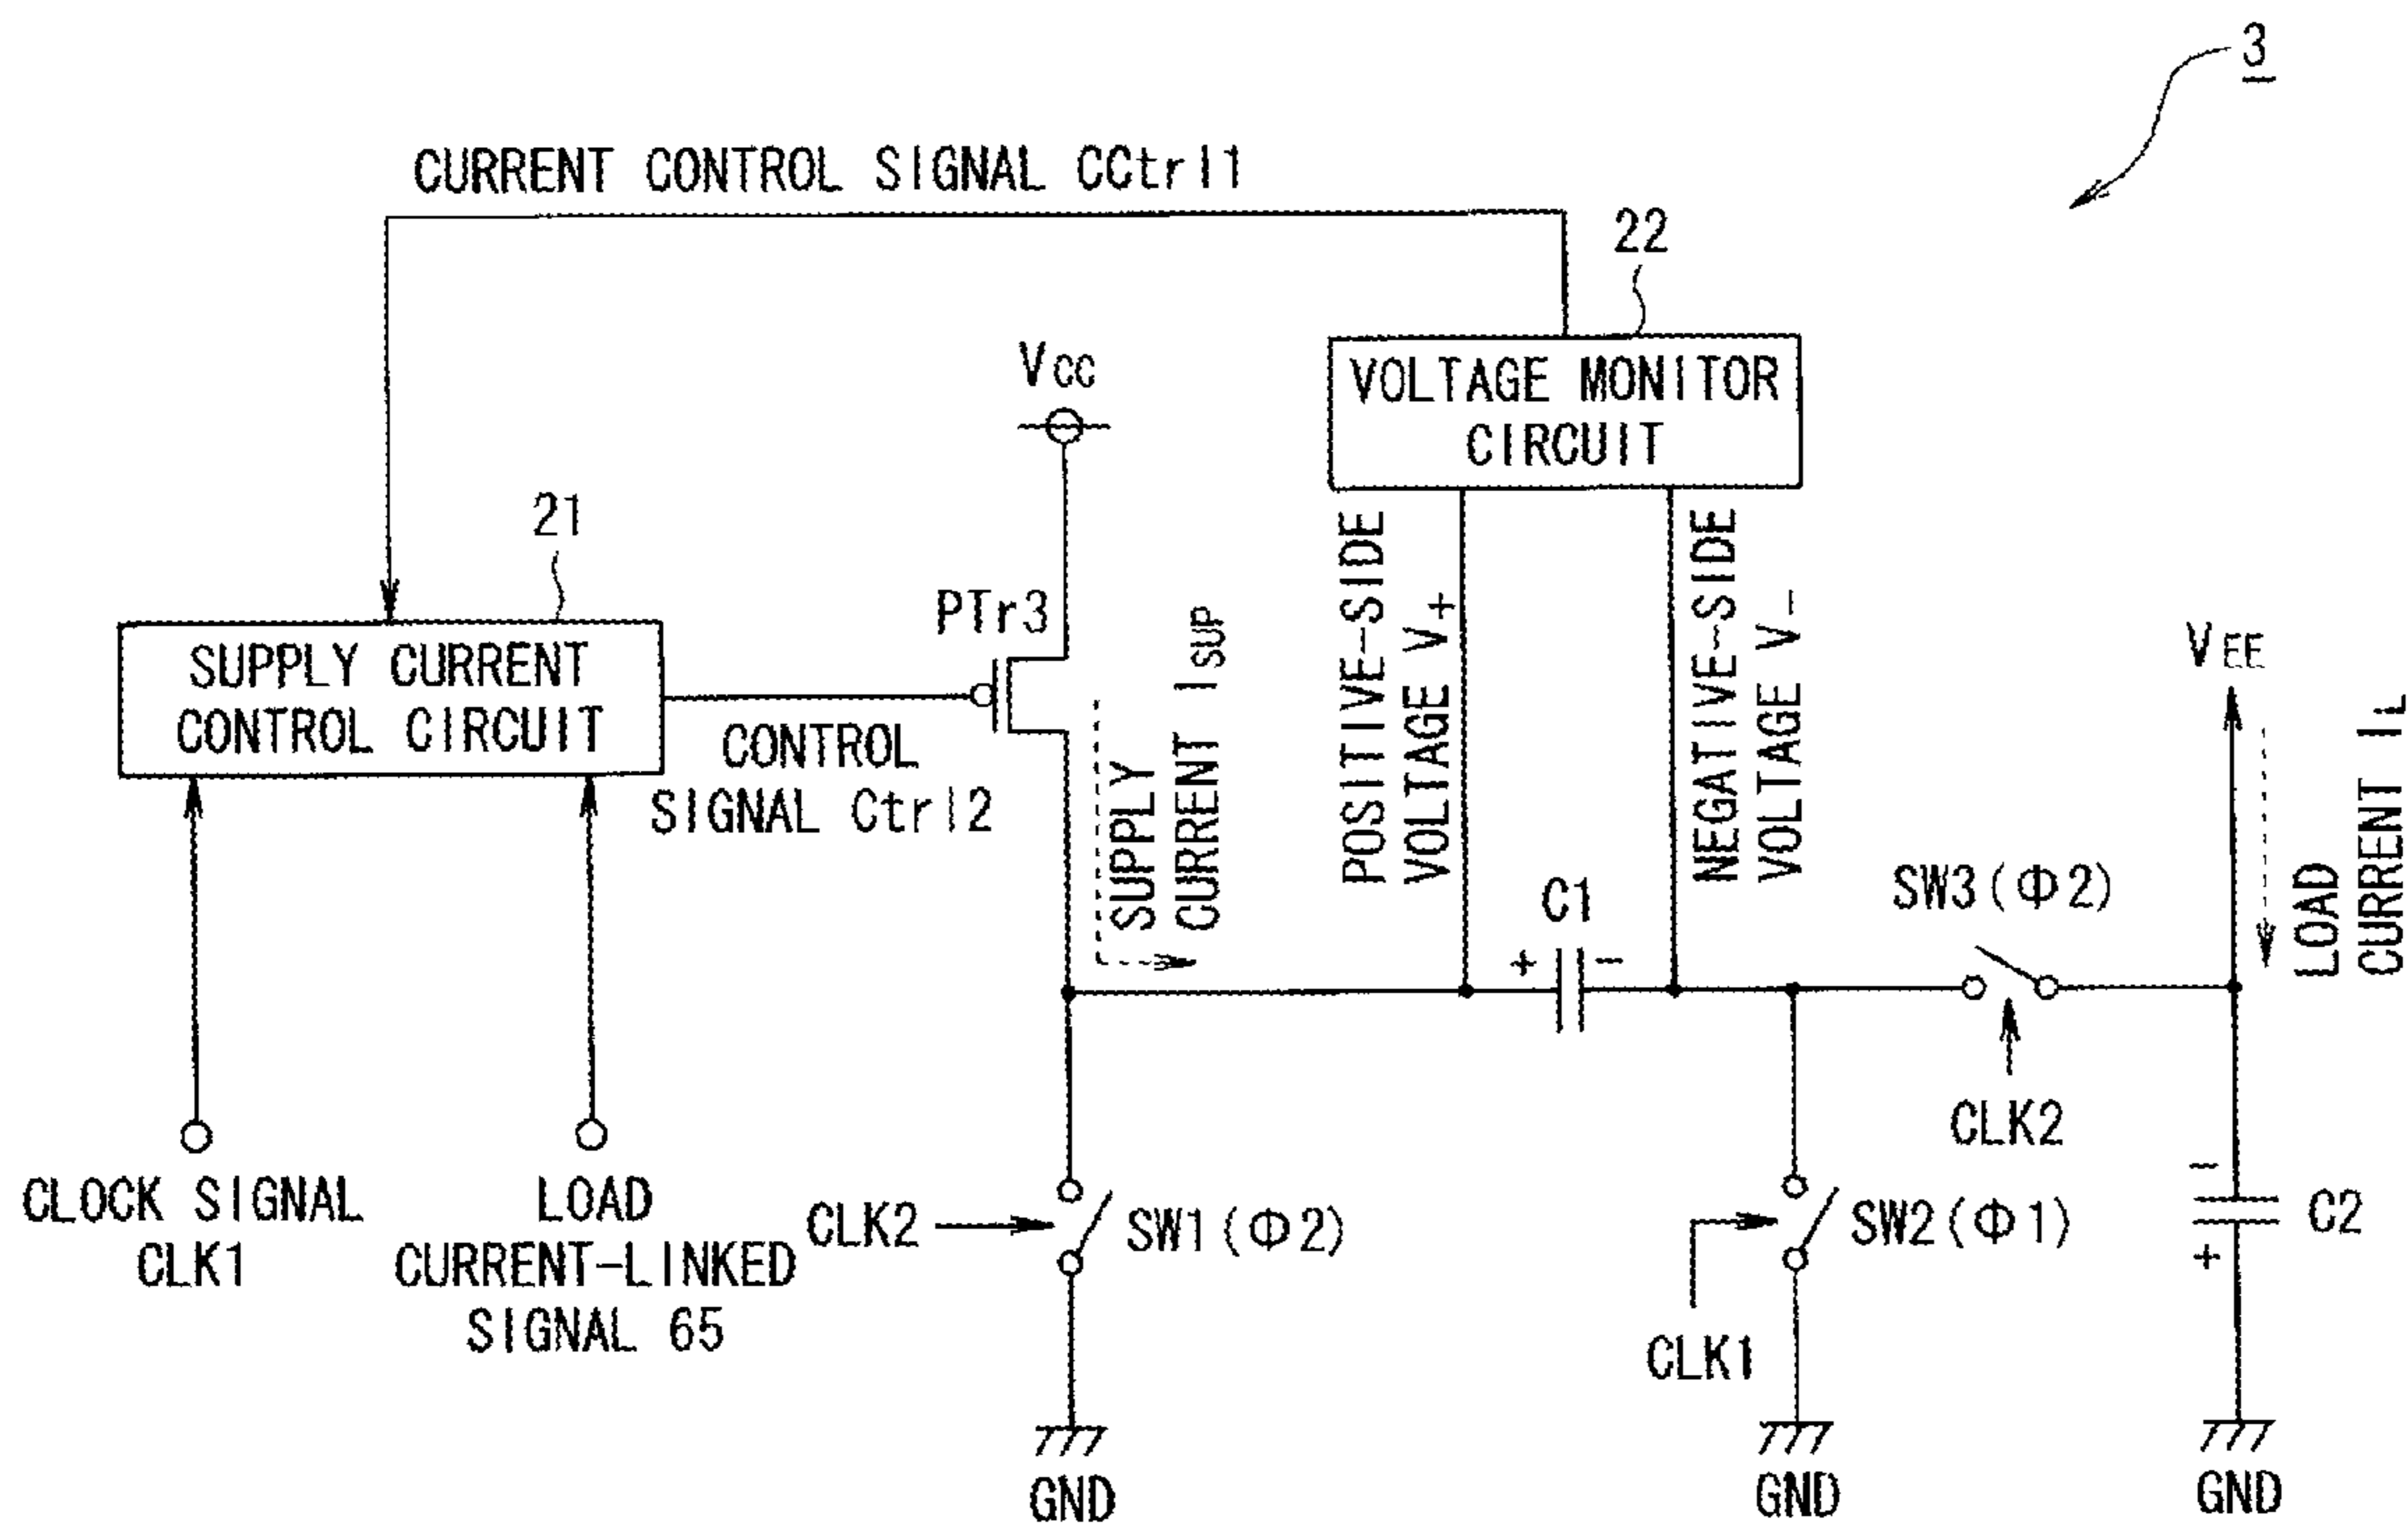 3
CURRENT CONTROL SIGNAL CCtrl1
22
VCC
VOLTAGE MONITOR
CIRCUIT
21
PTr3
SUPPLY CURRENT
CONTROL CIRCUIT
CONTROL
SIGNAL Ctrl2
SUPPLY
CURRENT ISUP
POSITIVE-SIDE
VOLTAGE V+
NEGATIVE-SIDE
VOLTAGE V-
VEE
LOAD
CURRENT IL
C1
+
-
SW3(Φ2)
CLK2
CLOCK SIGNAL
CLK1
LOAD
CURRENT-LINKED
SIGNAL 65
CLK2
SW1(Φ2)
SW2(Φ1)
CLK1
-
+
C2
GND
GND
GND